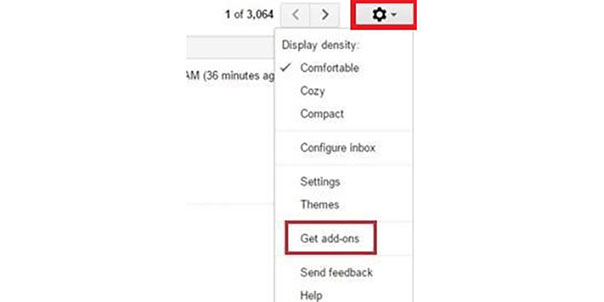 1 of 3,064
Display density:
AM (36 minutes ag
Comfortable
Cozy
Compact
Configure inbox
Settings
Themes
Get add-ons
Send feedback
Help